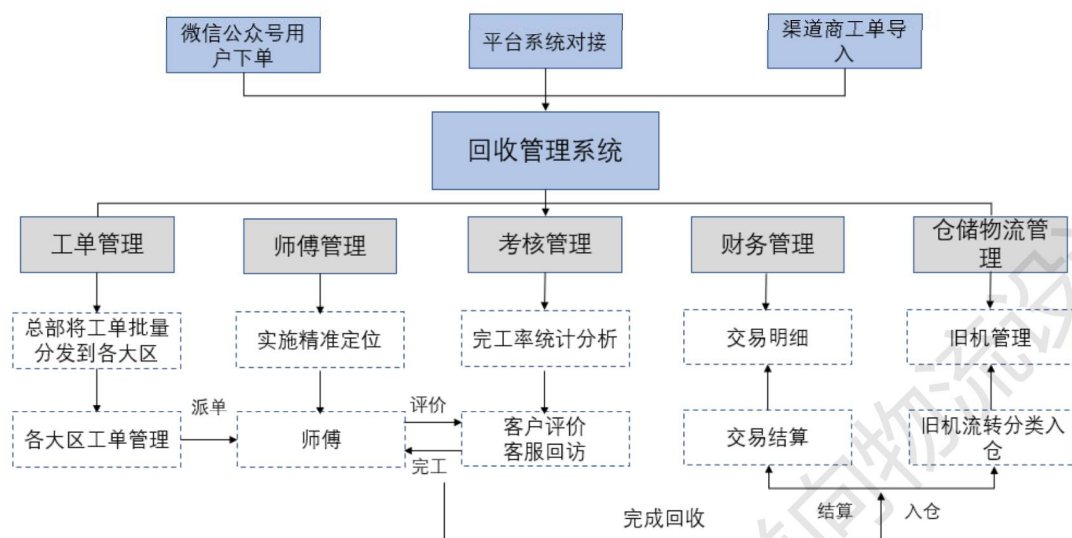 微信公众号用
户下单
平台系统对接
渠道商工单导
入
回收管理系统
工单管理
师傅管理
考核管理
财务管理
仓储物流管
理
总部将工单批量
分发到各大区
实施精准定位
完工率统计分析
交易明细
旧机管理
各大区工单管理
派单
师傅
评价
完工
客户评价
客服回访
交易结算
旧机流转分类入
仓
完成回收
结算
入仓
向物流设